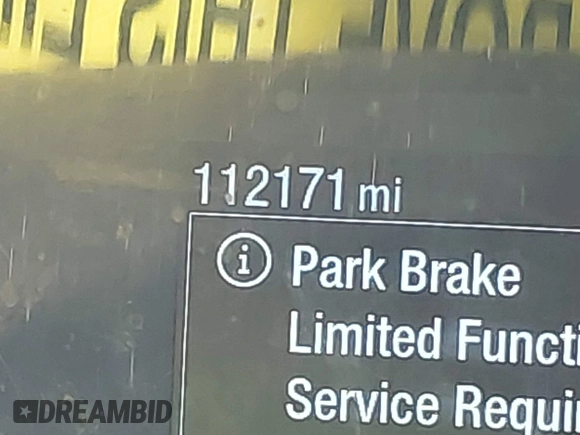 112171 mi
i Park Brake
Limited Functi
Service Requi
DREAMBID